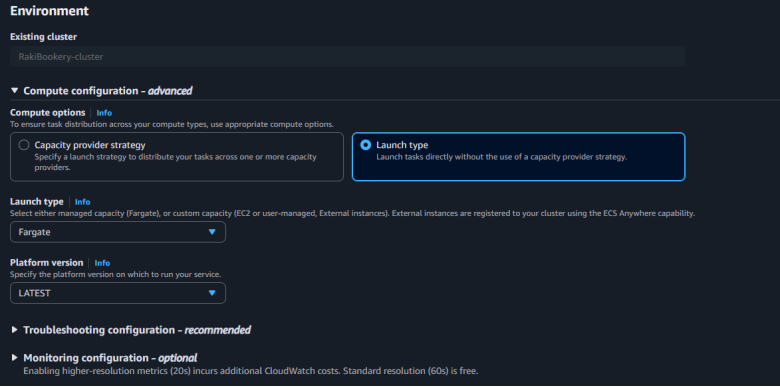 Environment
Existing cluster
RakiBookery-cluster
Compute configuration - advanced
Compute options | Info
To ensure task distribution across your compute types, use appropriate compute options.
Capacity provider strategy
Specify a launch strategy to distribute your tasks across one or more capacity
providers.
Launch type
Launch tasks directly without the use of a capacity provider strategy.
Launch type | Info
Select either managed capacity (Fargate), or custom capacity (EC2 or user-managed, External instances). External instances are registered to your cluster using the ECS Anywhere capability.
Fargate
Platform version | Info
Specify the platform version on which to run your service.
LATEST
Troubleshooting configuration - recommended
Monitoring configuration - optional
Enabling higher-resolution metrics (20s) incurs additional CloudWatch costs. Standard resolution (60s) is free.